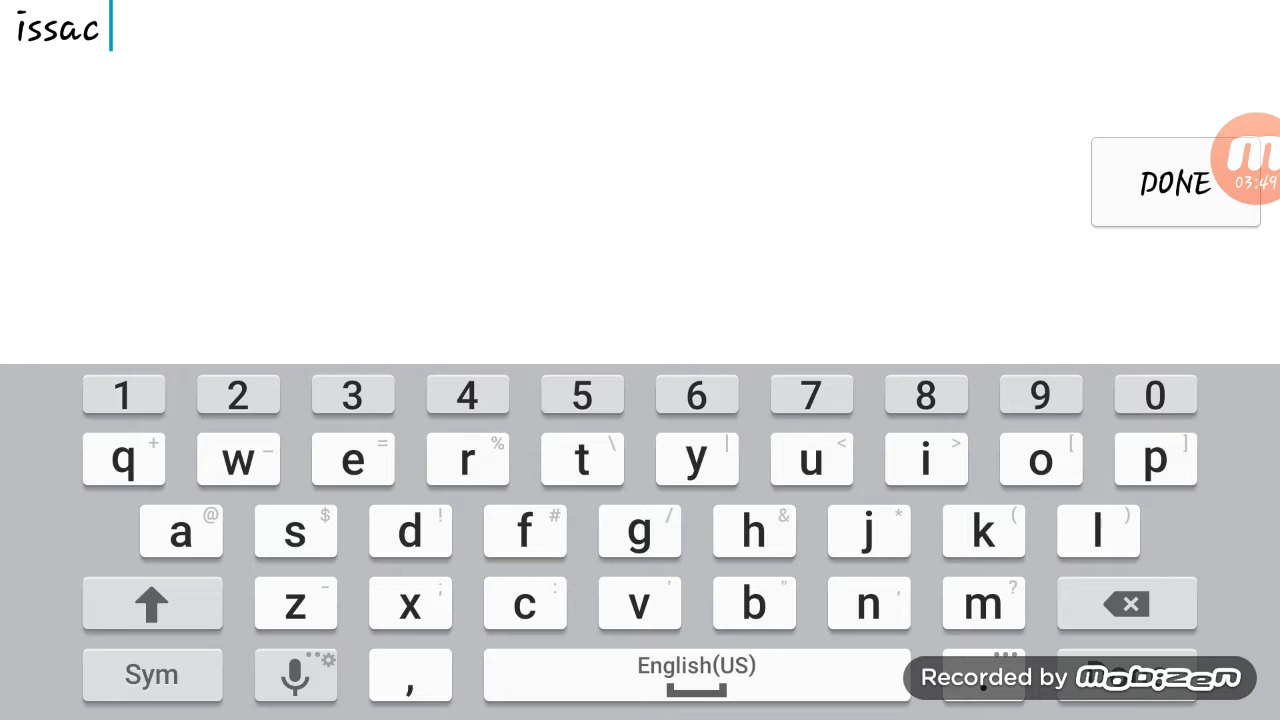 issac
DONE
03:49
1 2 3 4 5 6 7 8 9 0
q + w _ e = r % t \ y | u < i > o [ p ]
a @ s $ d ! f # g / h & j * k ( l )
z - x ; c : v ' b " n , m ?
Sym , English(US)
Recorded by mobizen